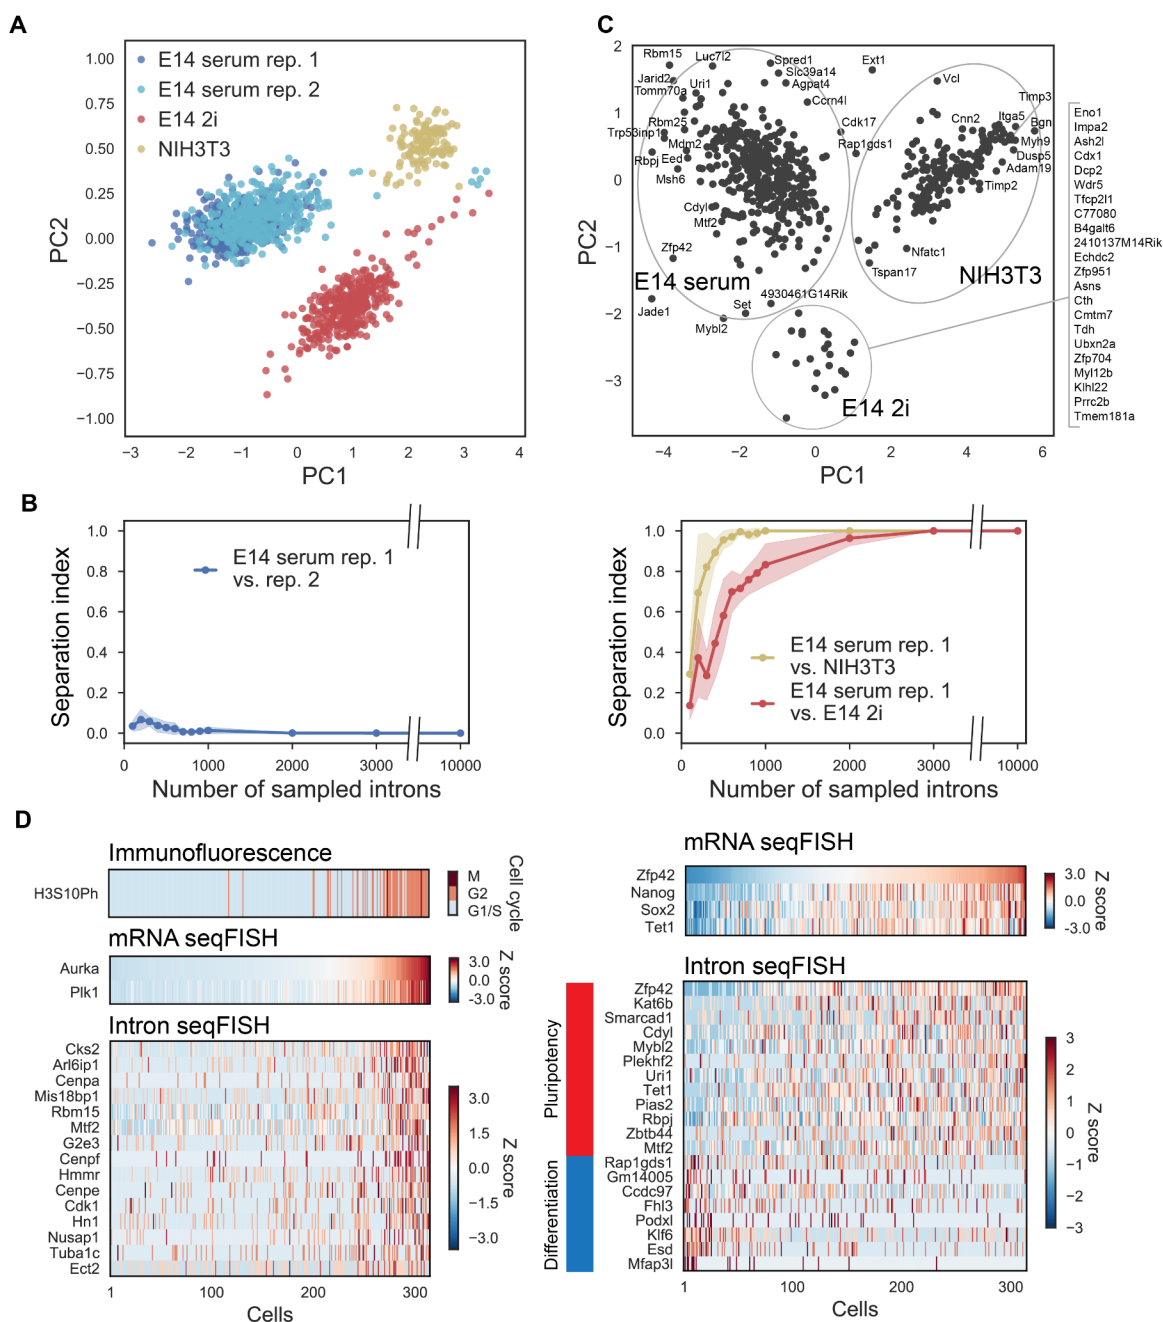 A
1.00
0.75
0.50
0.25
0.00
−0.25
−0.50
−0.75
−1.00
PC2
E14 serum rep. 1
E14 serum rep. 2
E14 2i
NIH3T3
−3
−2
−1
0
1
2
3
4
PC1
C
2
1
0
−1
−2
−3
PC2
Rbm15
Luc7l2
Spred1
Slc39a14
Ext1
Jarid2
Tomm70a
Uri1
Agpat4
Ccrn4l
Vcl
Timp3
Rbm25
Trp53inp1
Mdm2
Cdk17
Rap1gds1
Cnn2
Itga5
Bgn
Myh9
Rbpj
Eed
Dusp5
Msh6
Adam19
Timp2
Cdyl
Mtf2
Zfp42
Nfatc1
Tspan17
E14 serum
NIH3T3
4930461G14Rik
Jade1
Set
Mybl2
E14 2i
−4
−2
0
2
4
6
PC1
Eno1
Impa2
Ash2l
Cdx1
Dcp2
Wdr5
Tfcp2l1
C77080
B4galt6
2410137M14Rik
Echdc2
Zfp951
Asns
Cth
Cmtm7
Tdh
Ubxn2a
Zfp704
Myl12b
Klhl22
Prrc2b
Tmem181a
B
1.0
0.8
0.6
0.4
0.2
0.0
Separation index
E14 serum rep. 1
vs. rep. 2
0
1000
2000
3000
10000
Number of sampled introns
1.0
0.8
0.6
0.4
0.2
0.0
Separation index
E14 serum rep. 1
vs. NIH3T3
E14 serum rep. 1
vs. E14 2i
0
1000
2000
3000
10000
Number of sampled introns
D
Immunofluorescence
H3S10Ph
M
G2
G1/S
Cell cycle
mRNA seqFISH
Aurka
Plk1
3.0
0.0
-3.0
Z score
Intron seqFISH
Cks2
Arl6ip1
Cenpa
Mis18bp1
Rbm15
Mtf2
G2e3
Cenpf
Hmmr
Cenpe
Cdk1
Hn1
Nusap1
Tuba1c
Ect2
3.0
1.5
0.0
−1.5
−3.0
Z score
1
100
200
300
Cells
mRNA seqFISH
Zfp42
Nanog
Sox2
Tet1
3.0
0.0
-3.0
Z score
Intron seqFISH
Pluripotency
Differentiation
Zfp42
Kat6b
Smarcad1
Cdyl
Mybl2
Plekhf2
Uri1
Tet1
Pias2
Rbpj
Zbtb44
Mtf2
Rap1gds1
Gm14005
Ccdc97
Fhl3
Podxl
Klf6
Esd
Mfap3l
3
2
1
0
−1
−2
−3
Z score
1
100
200
300
Cells